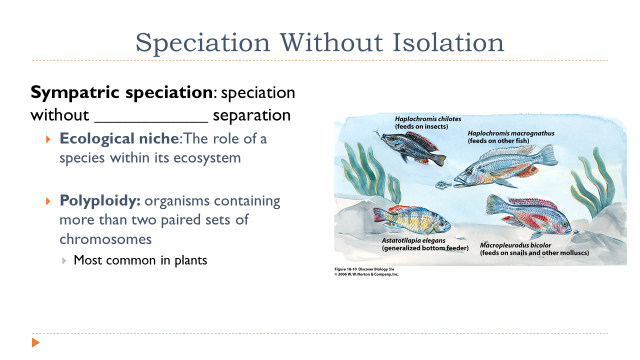 Speciation Without Isolation
Sympatric speciation: speciation
without ____________ separation
Ecological niche:The role of a
species within its ecosystem
Polyploidy: organisms containing
more than two paired sets of
chromosomes
Most common in plants
Haplochromis chilotes
(feeds on insects)
Haplochromis macrognathus
(feeds on other fish)
Astatotilapia elegans
(generalized bottom feeder)
Macropleurodus bicolor
(feeds on snails and other molluscs)
Figure 18-10 Discover Biology 3/e
© 2006 W. W. Norton & Company, Inc.